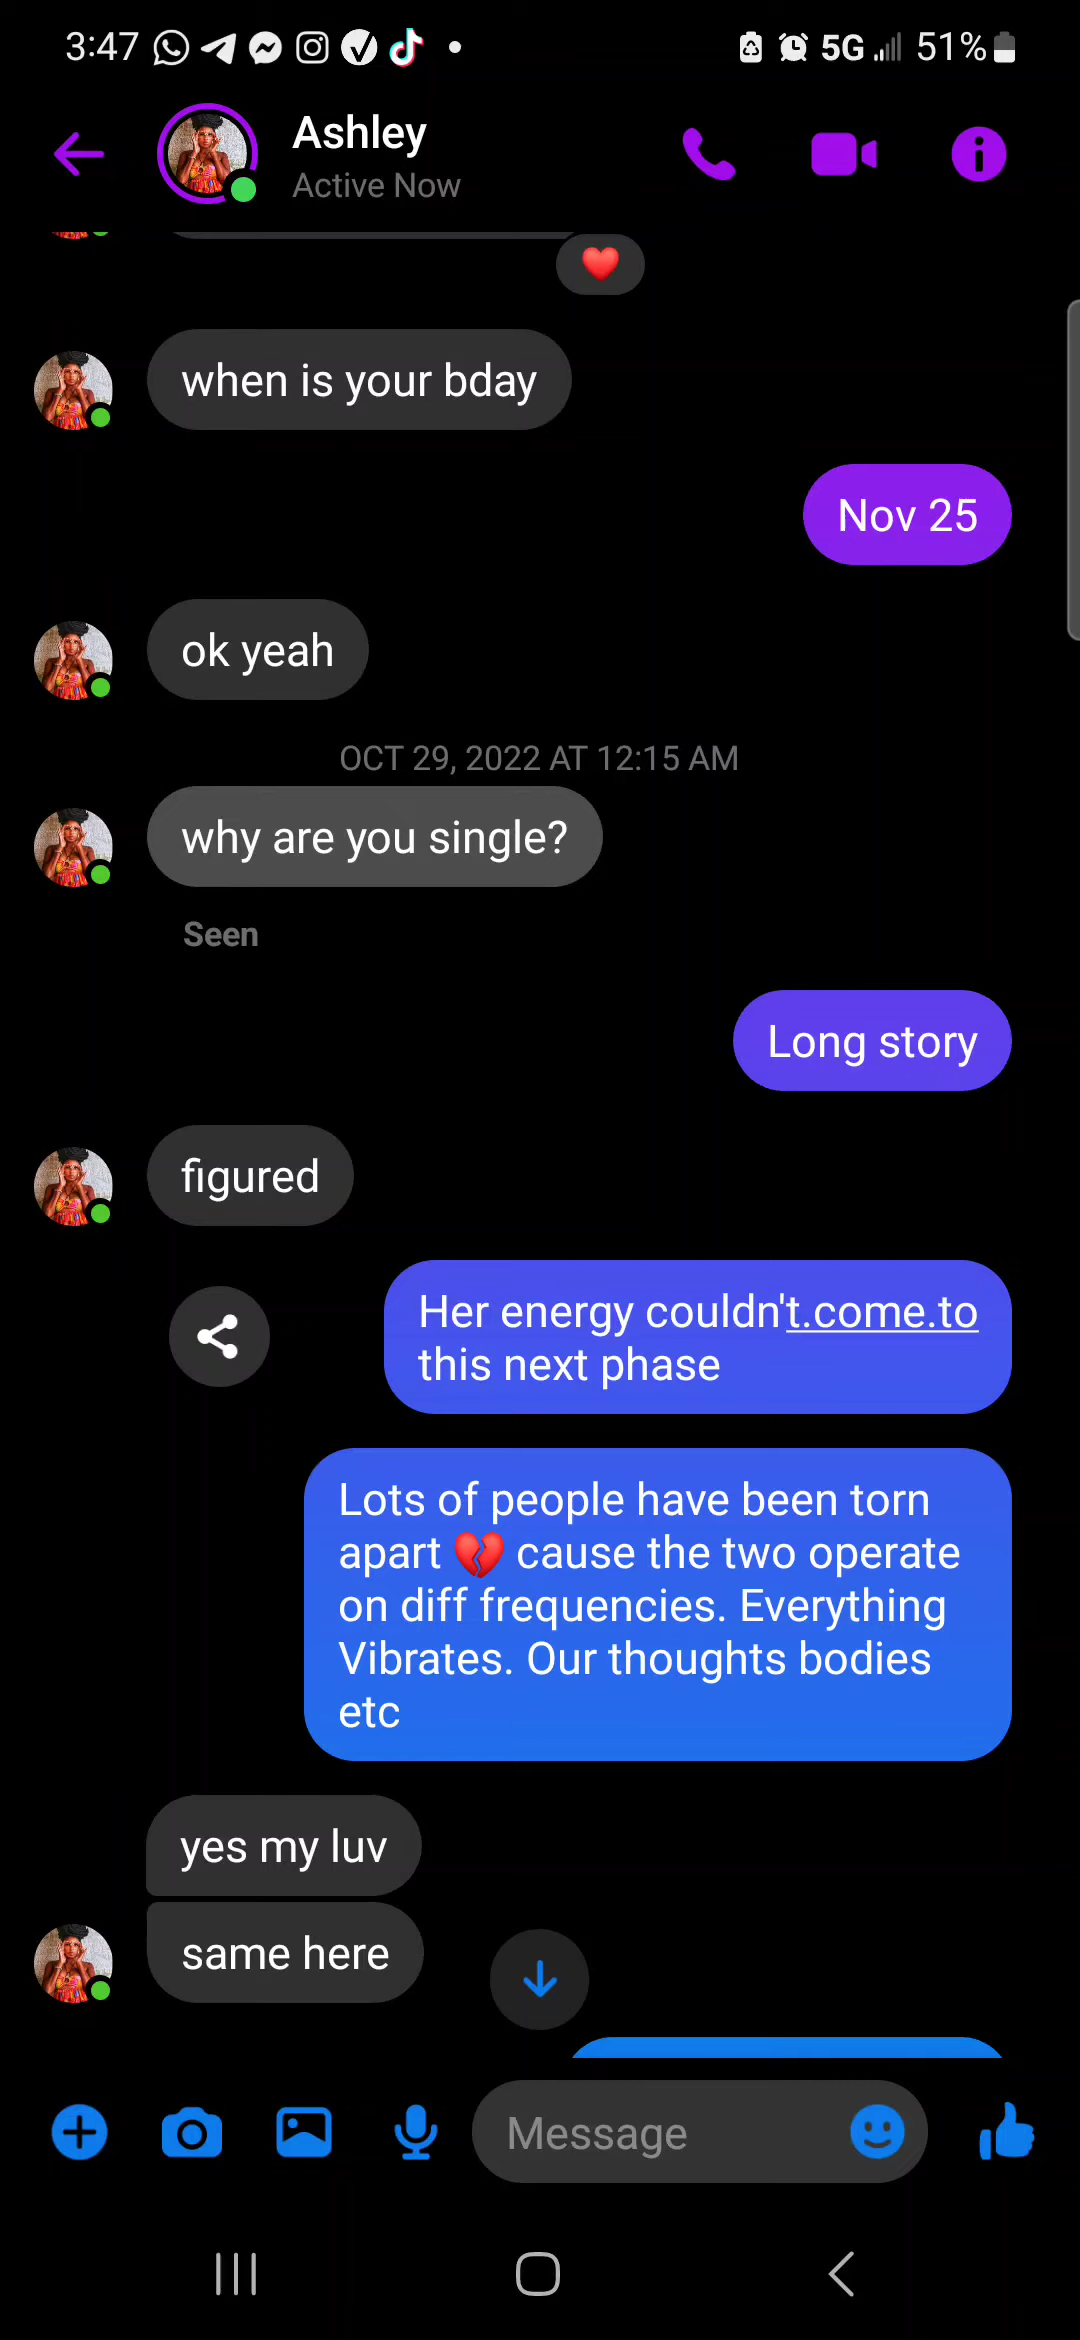 3:47
5G 51%
Ashley
Active Now
when is your bday
Nov 25
ok yeah
OCT 29, 2022 AT 12:15 AM
why are you single?
Seen
Long story
figured
Her energy couldn't.come.to
this next phase
Lots of people have been torn
apart 💔 cause the two operate
on diff frequencies. Everything
Vibrates. Our thoughts bodies
etc
yes my luv
same here
Message